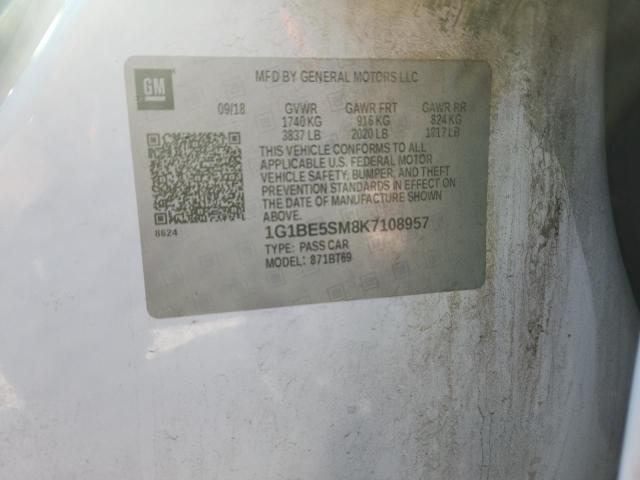 GM
MFD BY GENERAL MOTORS LLC
09/18 GVWR GAWR FRT GAWR RR
1740 KG 916 KG 824 KG
3837 LB 2020 LB 1817 LB
THIS VEHICLE CONFORMS TO ALL
APPLICABLE U.S. FEDERAL MOTOR
VEHICLE SAFETY, BUMPER, AND THEFT
PREVENTION STANDARDS IN EFFECT ON
THE DATE OF MANUFACTURE SHOWN
ABOVE.
8624
1G1BE5SM8K7108957
TYPE: PASS CAR
MODEL: 871BT69